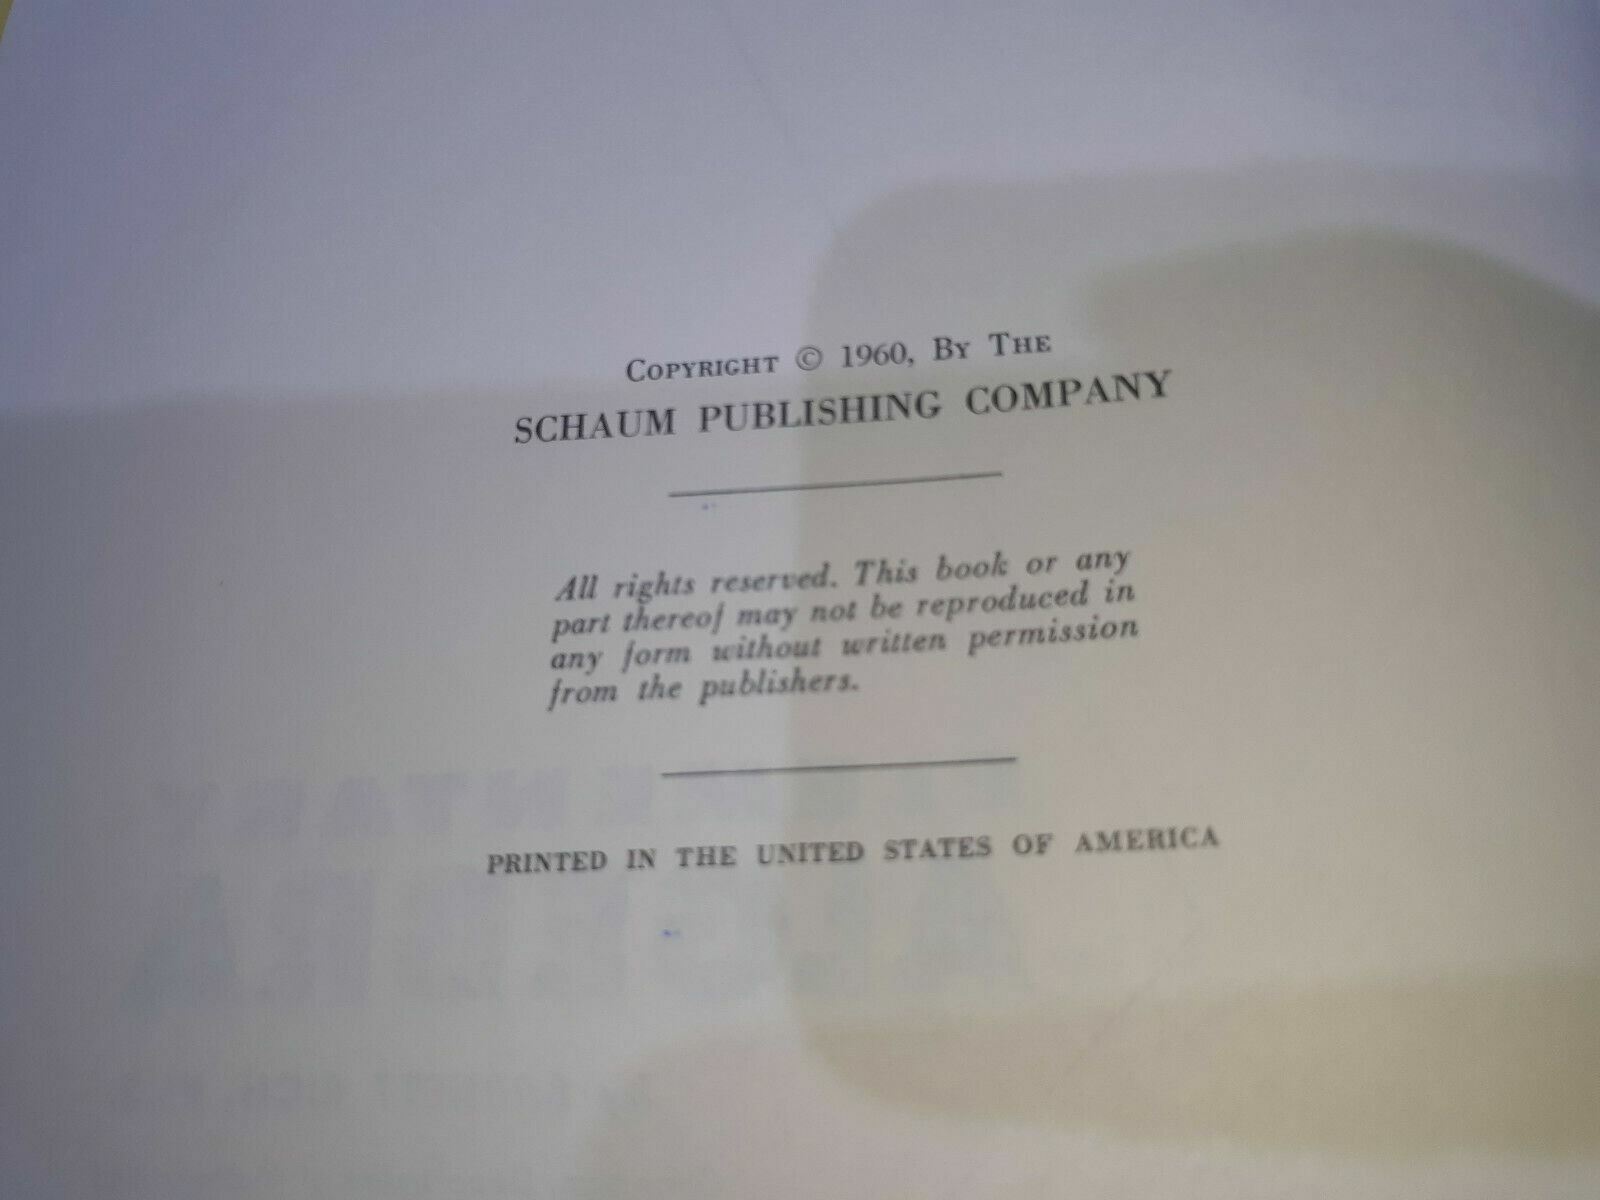 COPYRIGHT © 1960, BY THE
SCHAUM PUBLISHING COMPANY
All rights reserved. This book or any
part thereof may not be reproduced in
any form without written permission
from the publishers.
PRINTED IN THE UNITED STATES OF AMERICA